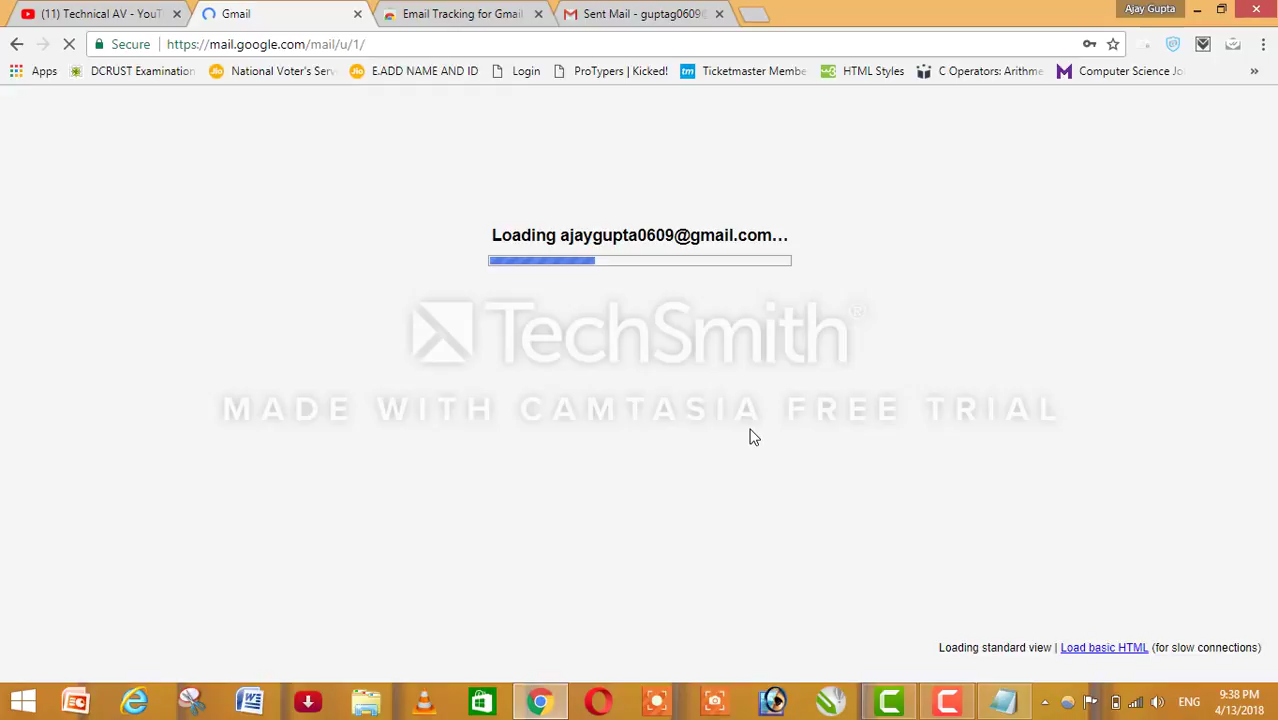 (11) Technical AV - YouT
Gmail
Email Tracking for Gmail
Sent Mail - guptag0609@
Ajay Gupta
Secure
https://mail.google.com/mail/u/1/
Apps
DCRUST Examination
National Voter's Serv
E.ADD NAME AND ID
Login
ProTypers | Kicked!
Ticketmaster Membe
HTML Styles
C Operators: Arithme
Computer Science Jo
»
Loading ajaygupta0609@gmail.com…
TechSmith®
MADE WITH CAMTASIA FREE TRIAL
Loading standard view | Load basic HTML (for slow connections)
ENG
9:38 PM
4/13/2018